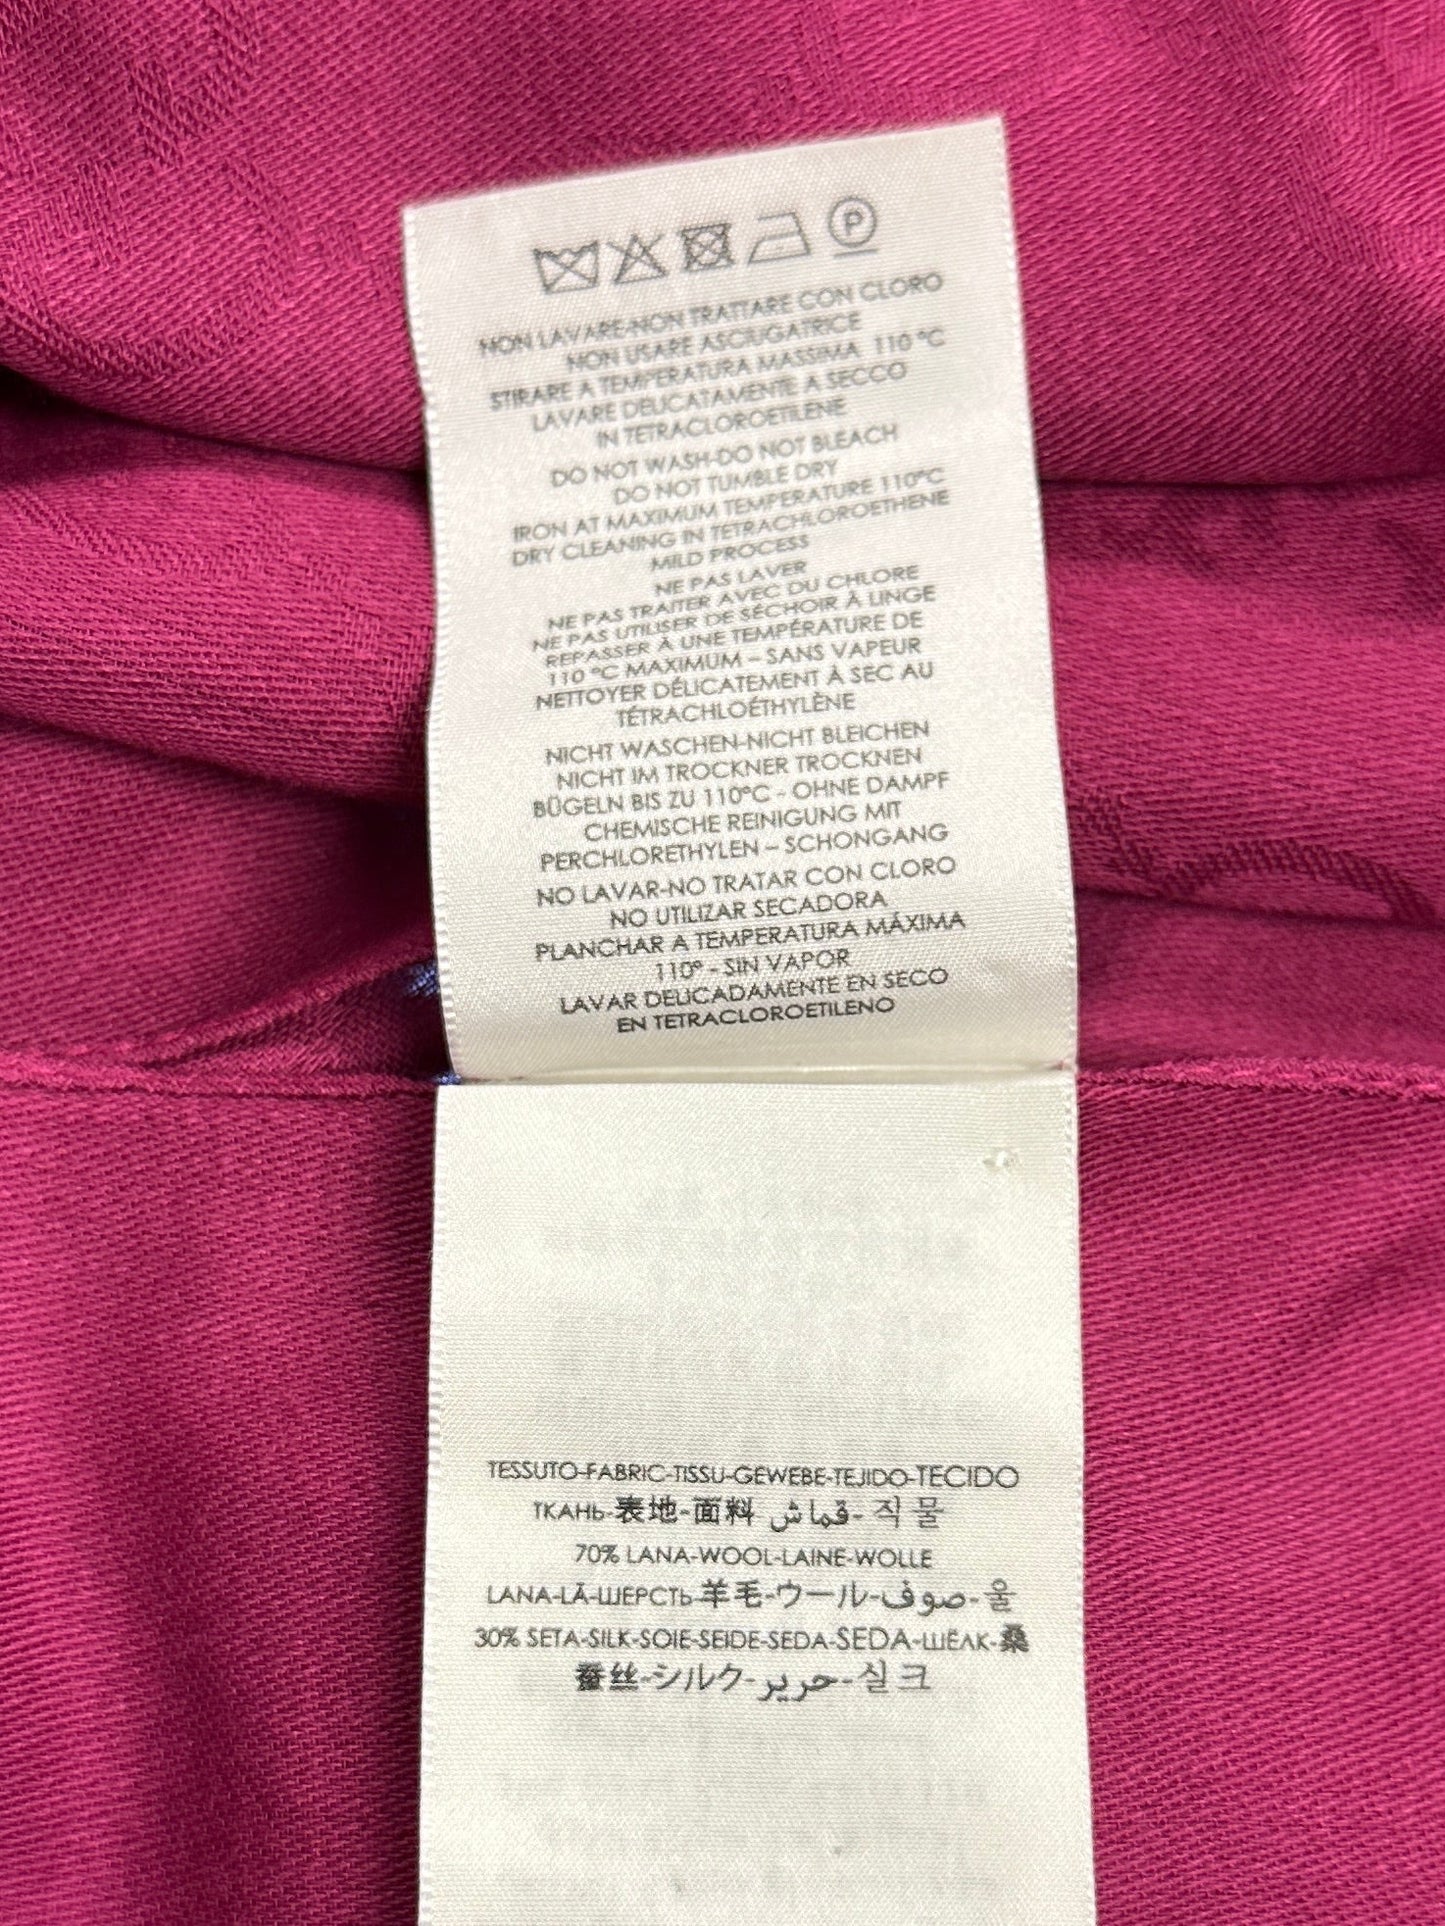 P
NON LAVARE-NON TRATTARE CON CLORO
NON USARE ASCIUGATRICE
STIRARE A TEMPERATURA MASSIMA 110 °C
LAVARE DELICATAMENTE A SECCO
IN TETRACLOROETILENE
DO NOT WASH-DO NOT BLEACH
DO NOT TUMBLE DRY
IRON AT MAXIMUM TEMPERATURE 110°C
DRY CLEANING IN TETRACHLOROETHENE
MILD PROCESS
NE PAS LAVER
NE PAS TRAITER AVEC DU CHLORE
NE PAS UTILISER DE SÉCHOIR À LINGE
REPASSER À UNE TEMPÉRATURE DE
110 °C MAXIMUM – SANS VAPEUR
NETTOYER DÉLICATEMENT À SEC AU
TÉTRACHLOÉTHYLÈNE
NICHT WASCHEN-NICHT BLEICHEN
NICHT IM TROCKNER TROCKNEN
BÜGELN BIS ZU 110°C - OHNE DAMPF
CHEMISCHE REINIGUNG MIT
PERCHLORETHYLEN – SCHONGANG
NO LAVAR-NO TRATAR CON CLORO
NO UTILIZAR SECADORA
PLANCHAR A TEMPERATURA MÁXIMA
110° - SIN VAPOR
LAVAR DELICADAMENTE EN SECO
EN TETRACLOROETILENO
TESSUTO-FABRIC-TISSU-GEWEBE-TEJIDO-TECIDO
ТКАНЬ-表地-面料 قماش-직물
70% LANA-WOOL-LAINE-WOLLE
LANA-LÃ-ШЕРСТЬ-羊毛-ウール-صوف-울
30% SETA-SILK-SOIE-SEIDE-SEDA-SEDA-ШЁЛК-桑
蚕丝-シルク-حرير-실크